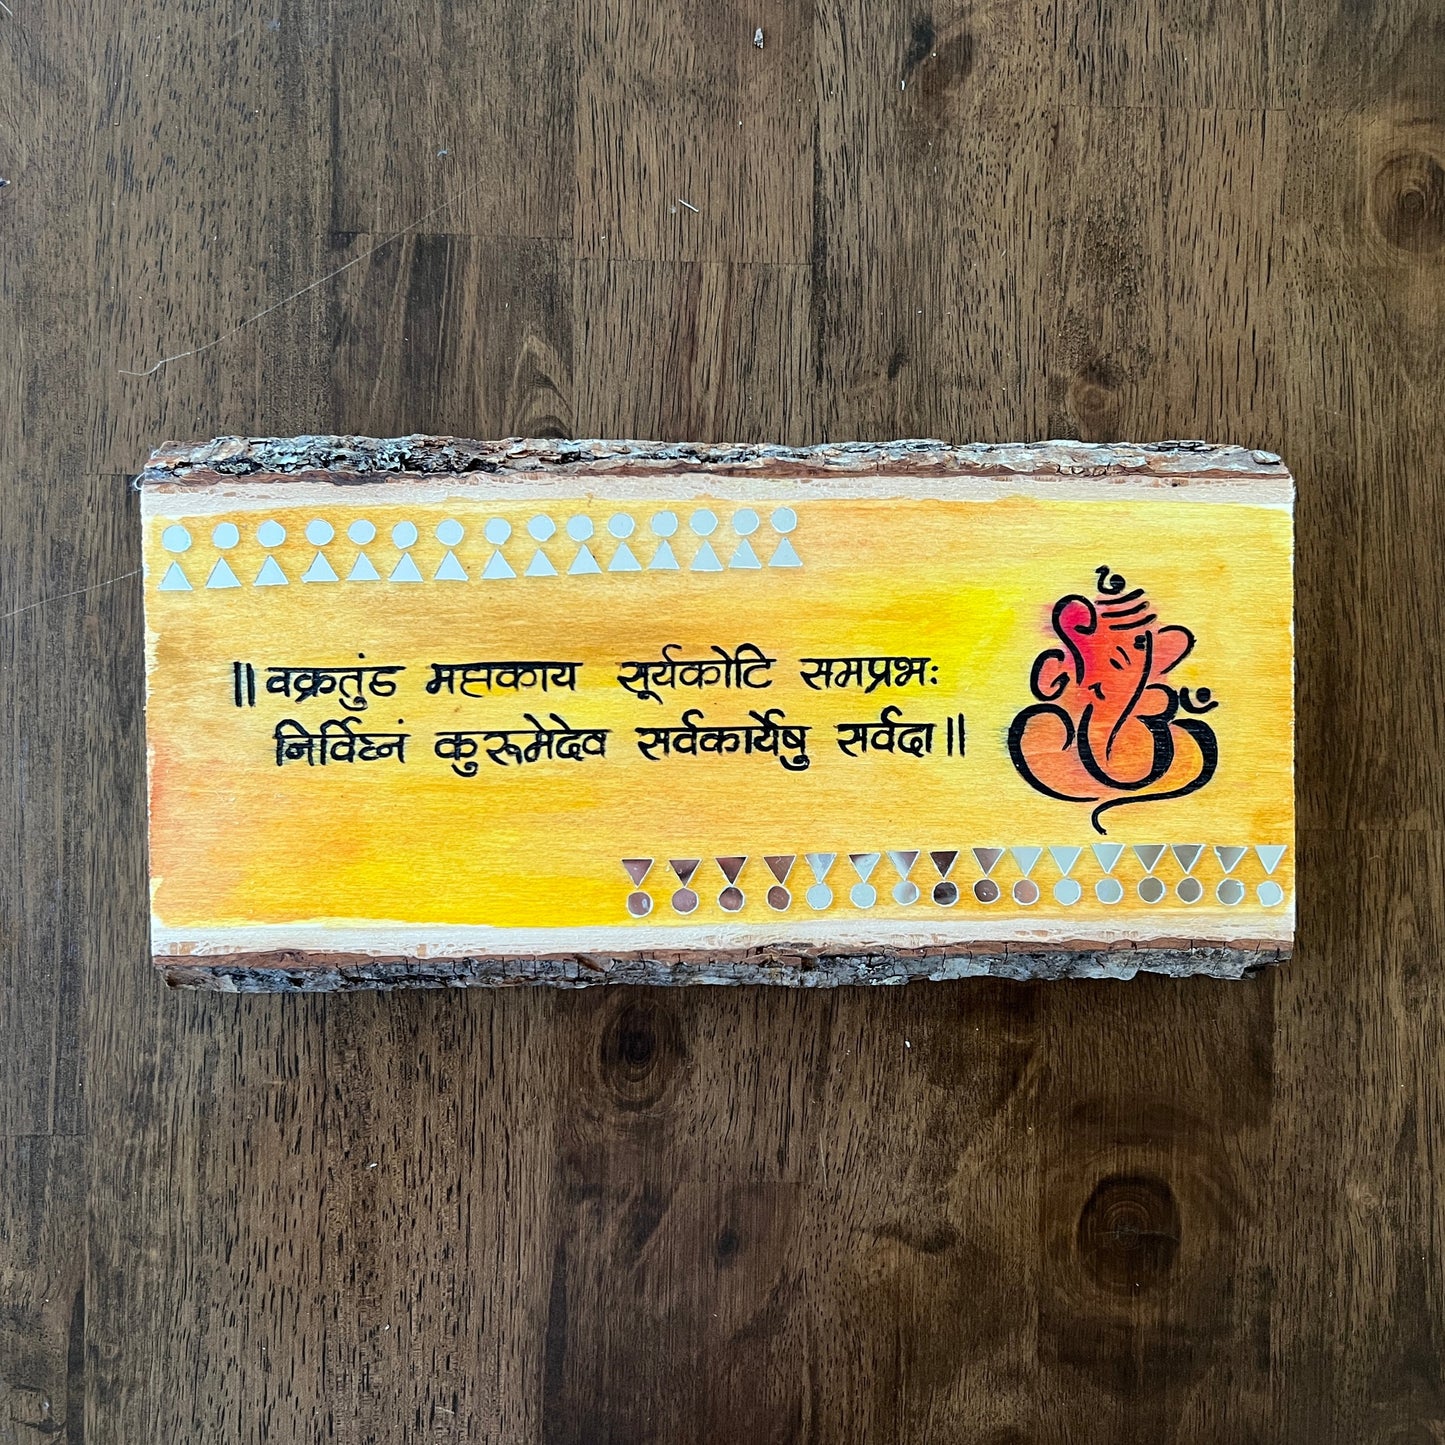 ॥ वक्रतुंड महाकाय सूर्यकोटि समप्रभः
निर्विघ्नं कुरूमेदेव सर्वकार्येषु सर्वदा ॥
ॐ